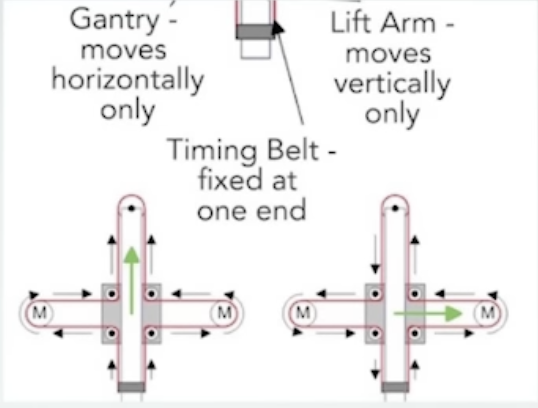 Gantry -
moves
horizontally
only
Lift Arm -
moves
vertically
only
Timing Belt -
fixed at
one end
M
M
M
M